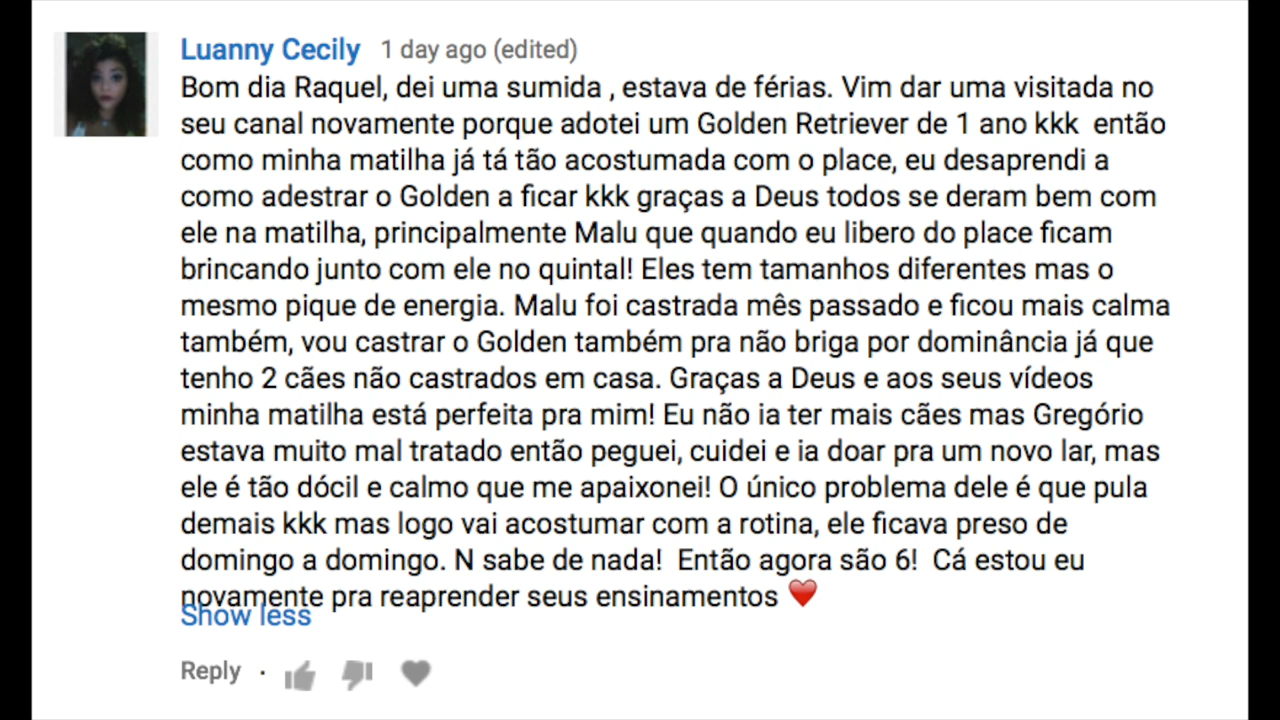 Luanny Cecily 1 day ago (edited)
Bom dia Raquel, dei uma sumida , estava de férias. Vim dar uma visitada no
seu canal novamente porque adotei um Golden Retriever de 1 ano kkk  então
como minha matilha já tá tão acostumada com o place, eu desaprendi a
como adestrar o Golden a ficar kkk graças a Deus todos se deram bem com
ele na matilha, principalmente Malu que quando eu libero do place ficam
brincando junto com ele no quintal! Eles tem tamanhos diferentes mas o
mesmo pique de energia. Malu foi castrada mês passado e ficou mais calma
também, vou castrar o Golden também pra não briga por dominância já que
tenho 2 cães não castrados em casa. Graças a Deus e aos seus vídeos
minha matilha está perfeita pra mim! Eu não ia ter mais cães mas Gregório
estava muito mal tratado então peguei, cuidei e ia doar pra um novo lar, mas
ele é tão dócil e calmo que me apaixonei! O único problema dele é que pula
demais kkk mas logo vai acostumar com a rotina, ele ficava preso de
domingo a domingo. N sabe de nada!  Então agora são 6!  Cá estou eu
novamente pra reaprender seus ensinamentos ❤️
Show less
Reply ·